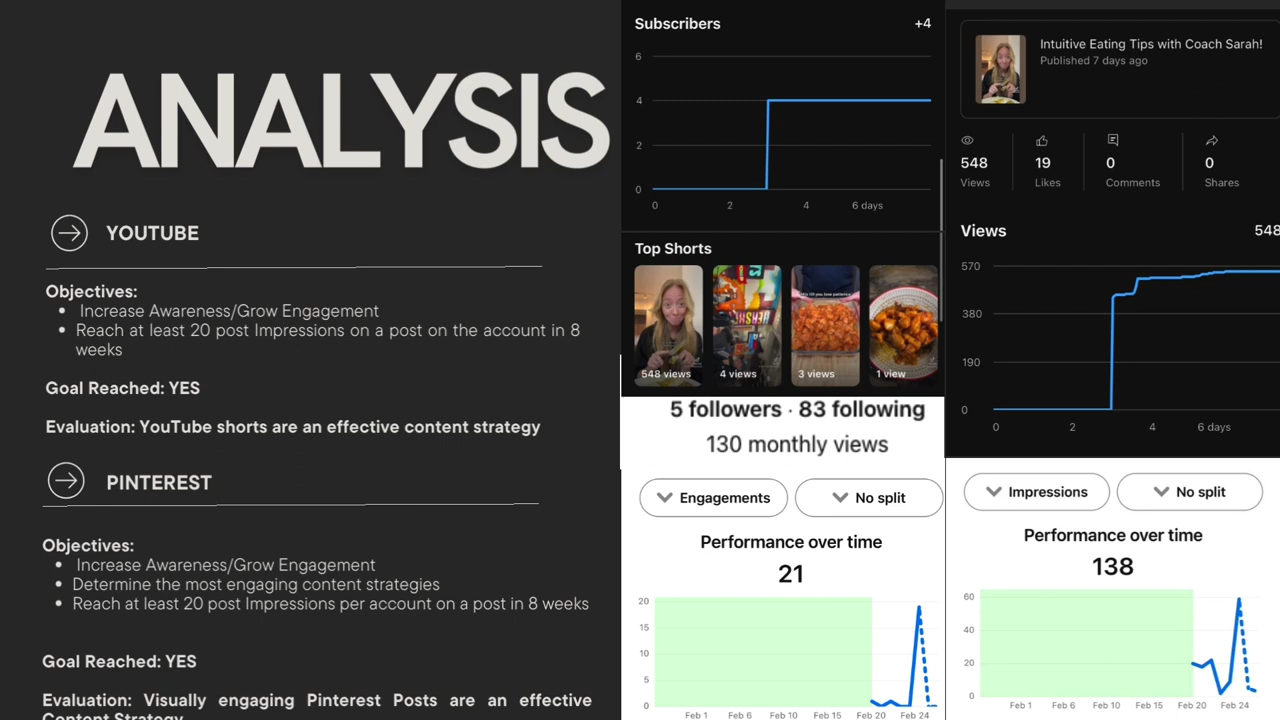 ANALYSIS
YOUTUBE
Objectives:
• Increase Awareness/Grow Engagement
• Reach at least 20 post Impressions on a post on the account in 8
weeks
Goal Reached: YES
Evaluation: YouTube shorts are an effective content strategy
PINTEREST
Objectives:
• Increase Awareness/Grow Engagement
• Determine the most engaging content strategies
• Reach at least 20 post Impressions per account on a post in 8 weeks
Goal Reached: YES
Evaluation: Visually engaging Pinterest Posts are an effective
Content Strategy
Subscribers +4
6
4
2
0
0 2 4 6 days
Top Shorts
548 views 4 views 3 views 1 view
5 followers · 83 following
130 monthly views
Engagements No split
Performance over time
21
20
15
10
5
0
Feb 1 Feb 6 Feb 10 Feb 15 Feb 20 Feb 24
Intuitive Eating Tips with Coach Sarah!
Published 7 days ago
548 19 0 0
Views Likes Comments Shares
Views 548
570
380
190
0
0 2 4 6 days
Impressions No split
Performance over time
138
60
40
20
0
Feb 1 Feb 6 Feb 10 Feb 15 Feb 20 Feb 24